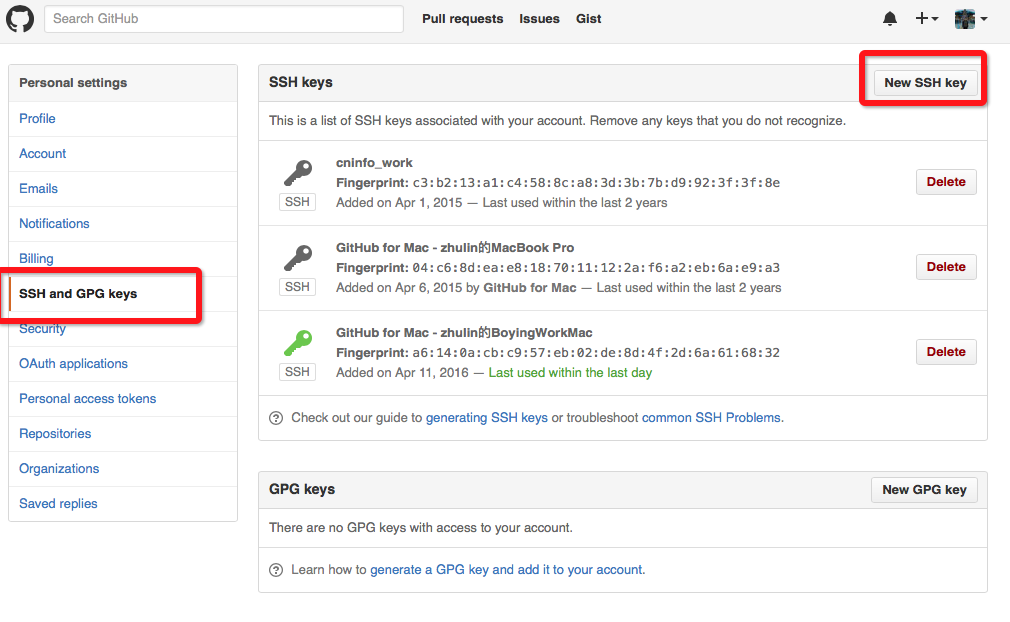 Search GitHub
Pull requests
Issues
Gist
Personal settings
Profile
Account
Emails
Notifications
Billing
SSH and GPG keys
Security
OAuth applications
Personal access tokens
Repositories
Organizations
Saved replies
SSH keys
New SSH key
This is a list of SSH keys associated with your account. Remove any keys that you do not recognize.
SSH
cninfo_work
Fingerprint: c3:b2:13:a1:c4:58:8c:a8:3d:3b:7b:d9:92:3f:3f:8e
Added on Apr 1, 2015 — Last used within the last 2 years
Delete
SSH
GitHub for Mac - zhulin的MacBook Pro
Fingerprint: 04:c6:8d:ea:e8:18:70:11:12:2a:f6:a2:eb:6a:e9:a3
Added on Apr 6, 2015 by GitHub for Mac — Last used within the last 2 years
Delete
SSH
GitHub for Mac - zhulin的BoyingWorkMac
Fingerprint: a6:14:0a:cb:c9:57:eb:02:de:8d:4f:2d:6a:61:68:32
Added on Apr 11, 2016 — Last used within the last day
Delete
Check out our guide to generating SSH keys or troubleshoot common SSH Problems.
GPG keys
New GPG key
There are no GPG keys with access to your account.
Learn how to generate a GPG key and add it to your account.